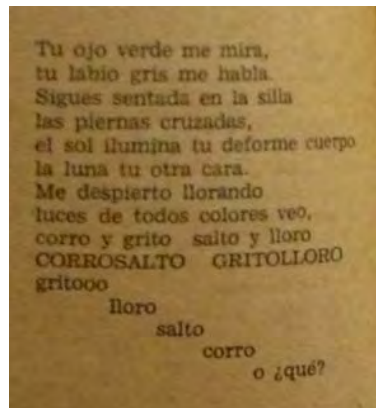 Tu ojo verde me mira,
tu labio gris me habla.
Sigues sentada en la silla
las piernas cruzadas,
el sol ilumina tu deforme cuerpo
la luna tu otra cara.
Me despierto llorando
luces de todos colores veo,
corro y grito salto y lloro
CORROSALTO GRITOLLORO
gritooo
lloro
salto
corro
o ¿qué?